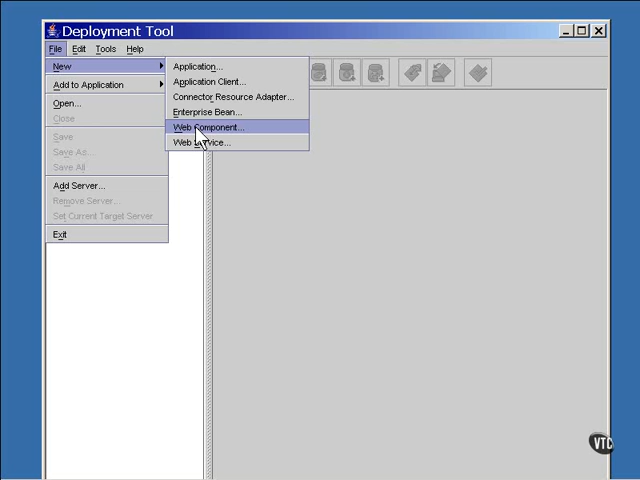 Deployment Tool
File Edit Tools Help
New
Add to Application
Open...
Close
Save
Save As...
Save All
Add Server...
Remove Server...
Set Current Target Server
Exit
Application...
Application Client...
Connector Resource Adapter...
Enterprise Bean...
Web Component...
Web Service...
VTC